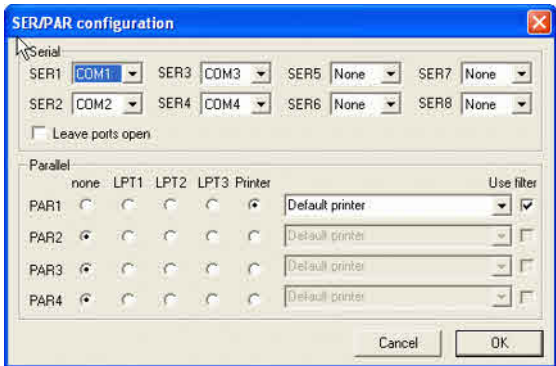 SER/PAR configuration
Serial
SER1 COM1 SER3 COM3 SER5 None SER7 None
SER2 COM2 SER4 COM4 SER6 None SER8 None
Leave ports open
Parallel
none LPT1 LPT2 LPT3 Printer Use filter
PAR1 Default printer
PAR2 Default printer
PAR3 Default printer
PAR4 Default printer
Cancel OK